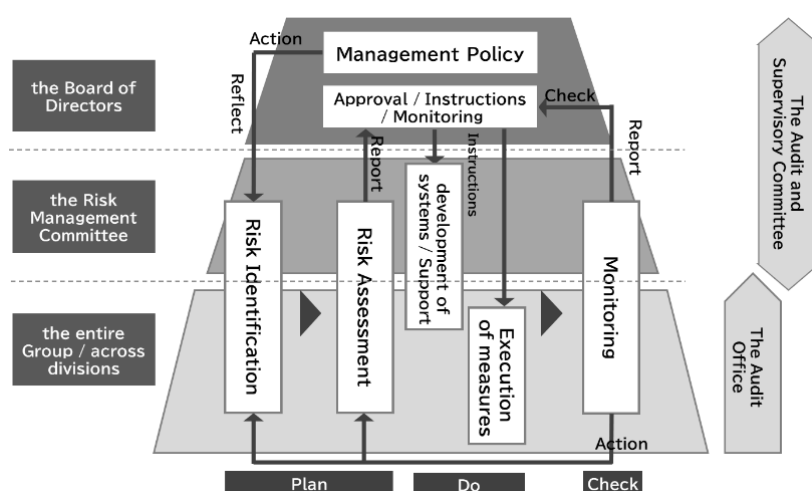 Action
Management Policy
the Board of
Directors
Reflect
Approval / Instructions
/ Monitoring
Check
Report
Instructions
Report
The Audit and
Supervisory Committee
the Risk
Management
Committee
Risk Identification
Risk Assessment
development of
systems / Support
Monitoring
the entire
Group / across
divisions
Execution
of measures
The Audit
Office
Action
Plan
Do
Check